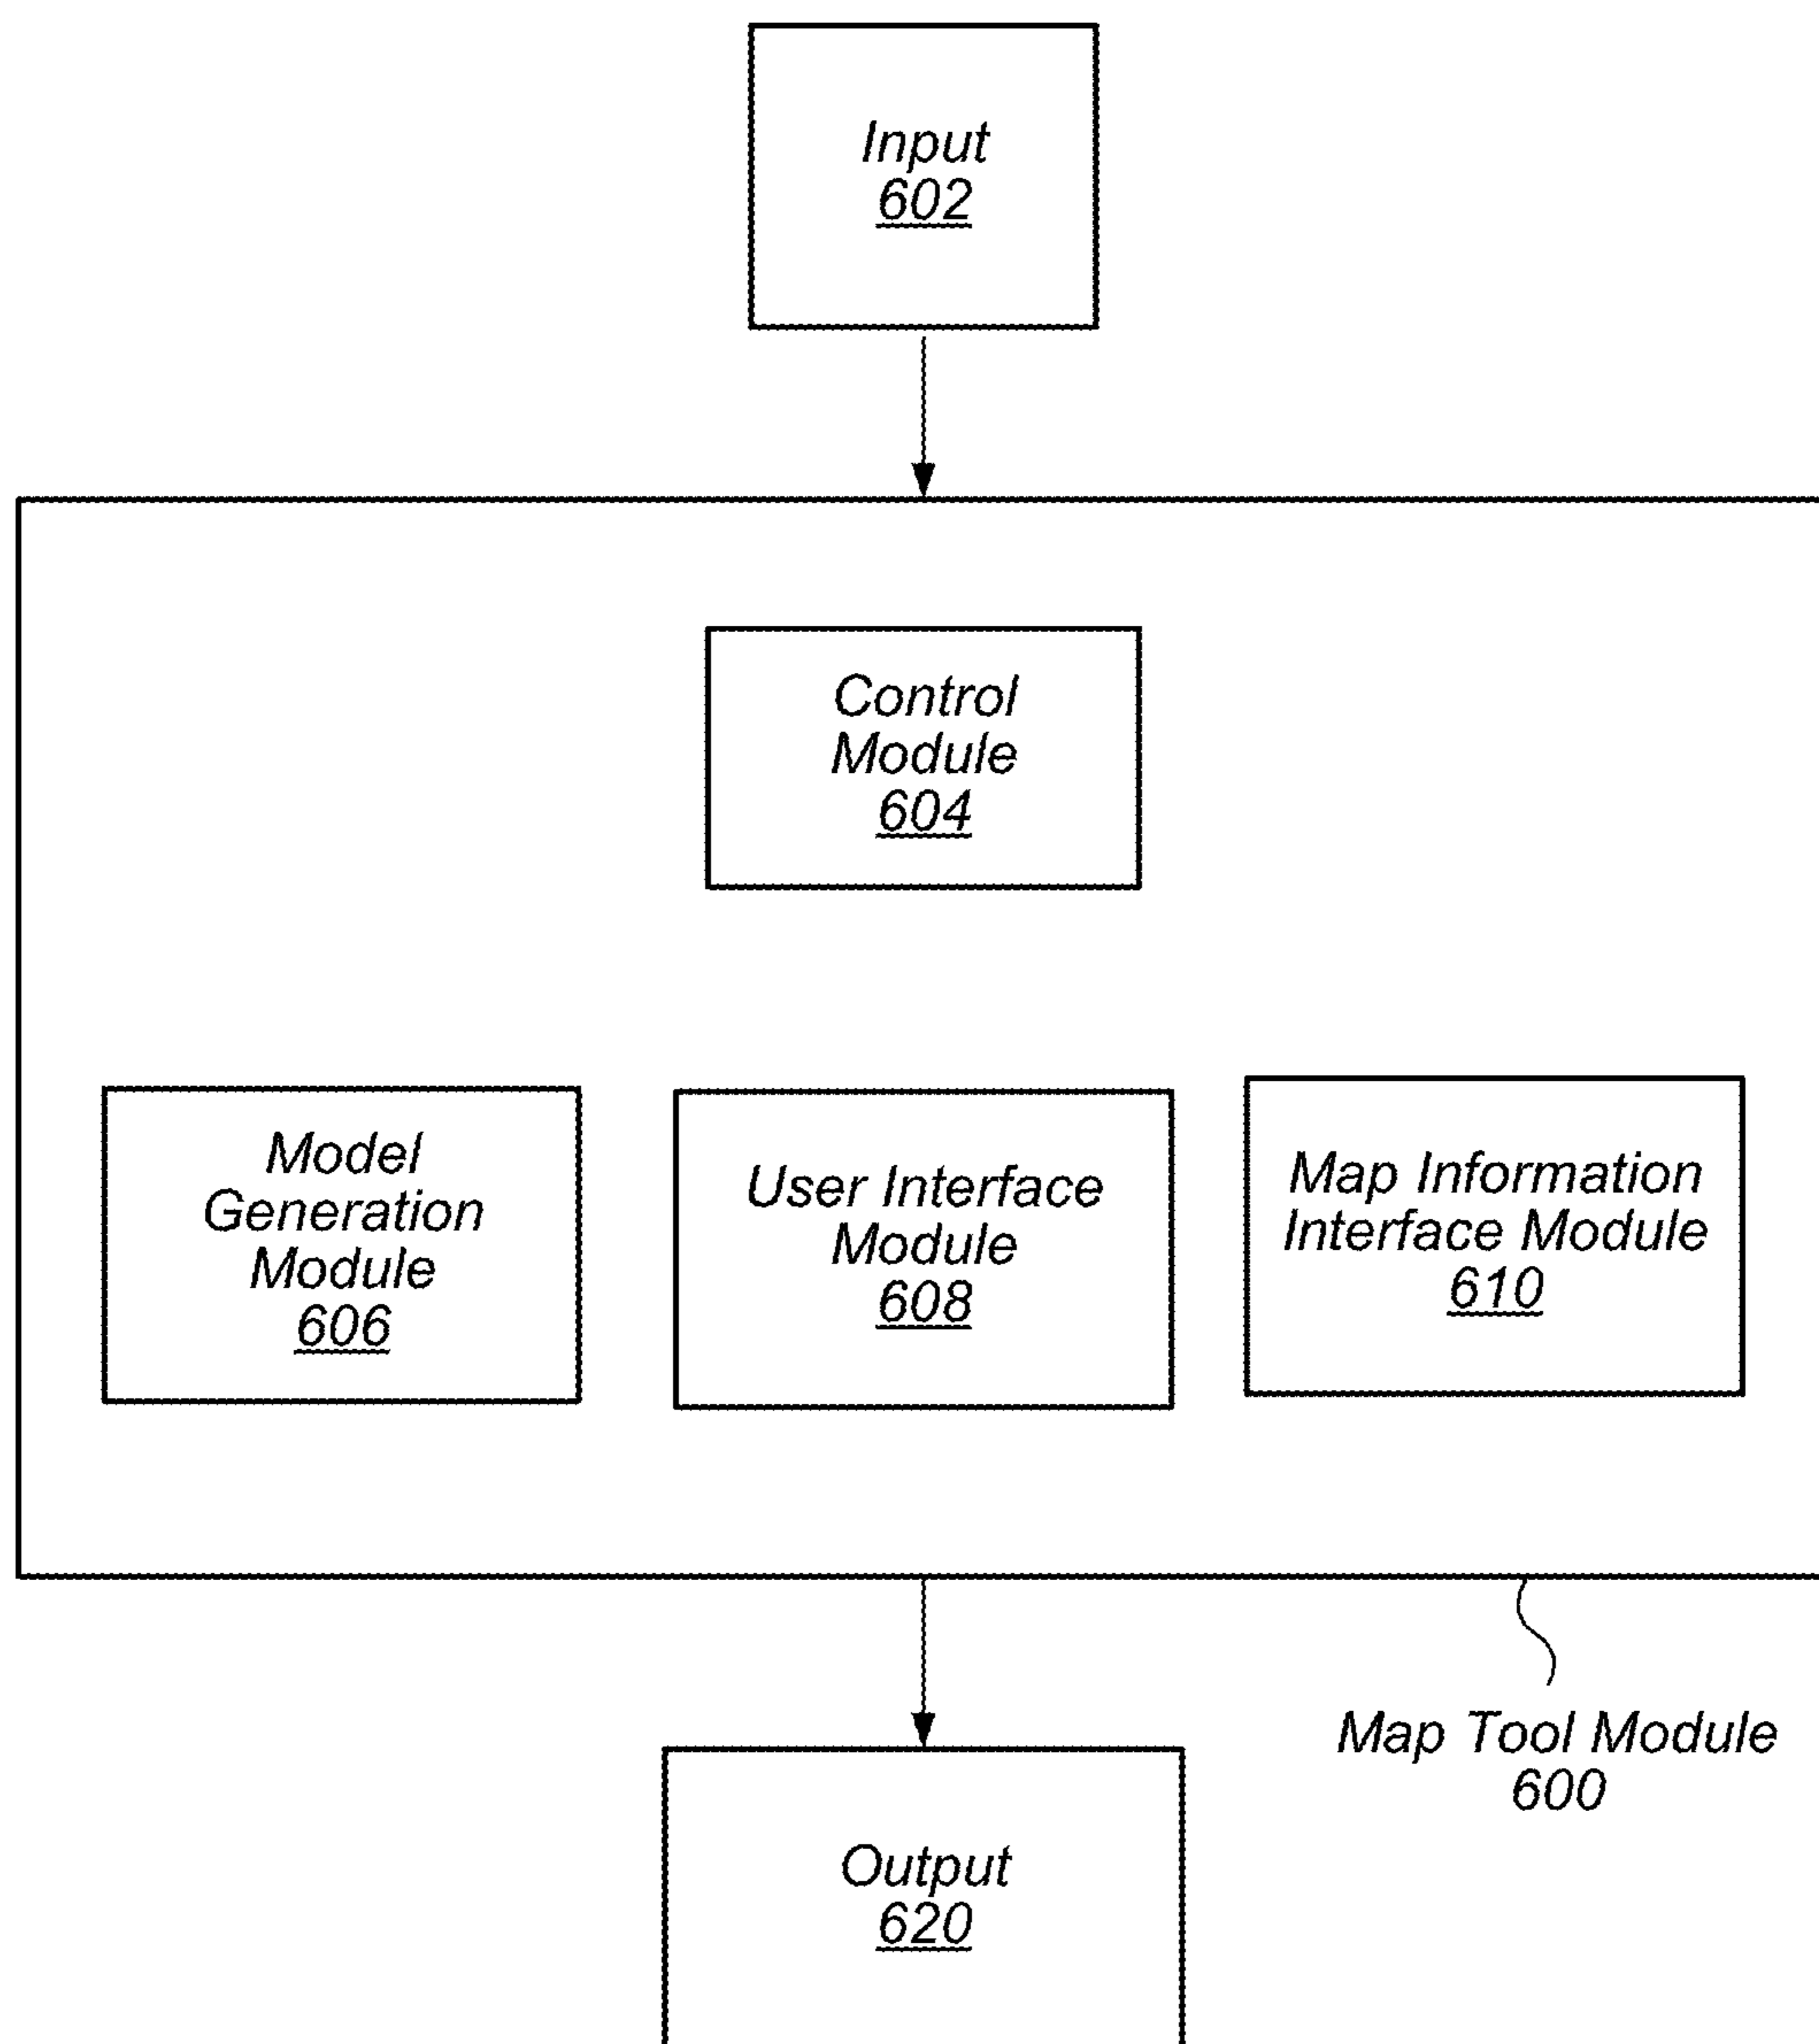 Input
602
Control
Module
604
Model
Generation
Module
606
User Interface
Module
608
Map Information
Interface Module
610
Map Tool Module
600
Output
620